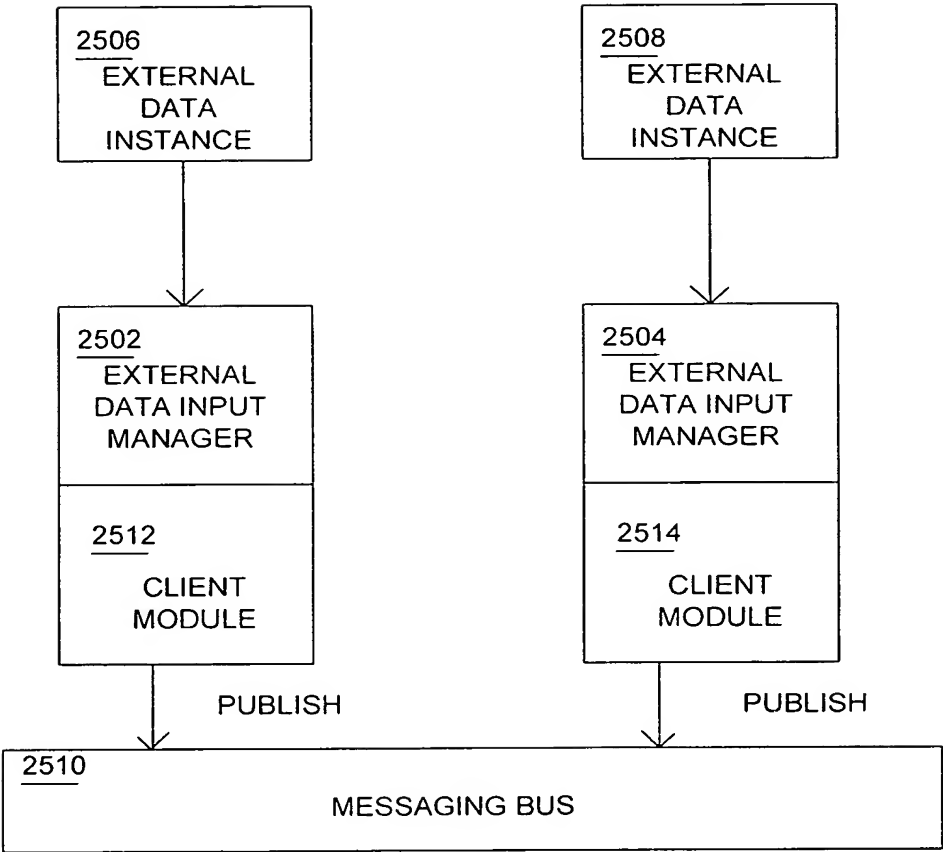 2506
EXTERNAL
DATA
INSTANCE
2508
EXTERNAL
DATA
INSTANCE
2502
EXTERNAL
DATA INPUT
MANAGER
2504
EXTERNAL
DATA INPUT
MANAGER
2512
CLIENT
MODULE
2514
CLIENT
MODULE
PUBLISH
PUBLISH
2510
MESSAGING BUS